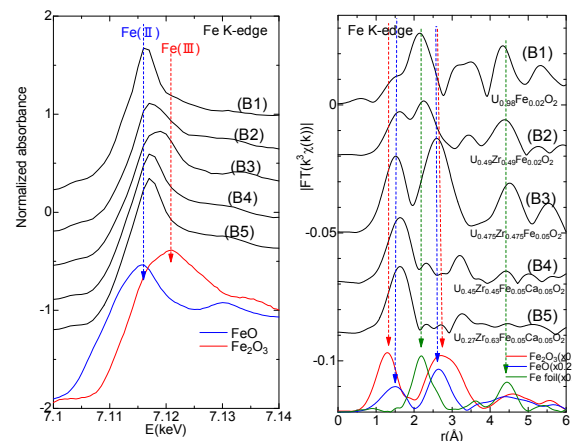 Fe K-edge
Fe(II)
Fe(III)
(B1)
(B2)
(B3)
(B4)
(B5)
FeO
Fe2O3
Normalized absorbance
2
1
0
-1
-2
7.10
7.11
7.12
7.13
7.14
E(keV)
Fe K-edge
(B1)
U0.98Fe0.02O2
(B2)
U0.49Zr0.49Fe0.02O2
(B3)
U0.475Zr0.475Fe0.05O2
(B4)
U0.45Zr0.45Fe0.05Ca0.05O2
(B5)
U0.27Zr0.63Fe0.05Ca0.05O2
Fe2O3(x0
FeO(x0.2
Fe foil(x0
|FT(k3χ(k))|
0
-0.05
-0.1
0
1
2
3
4
5
6
r(Å)